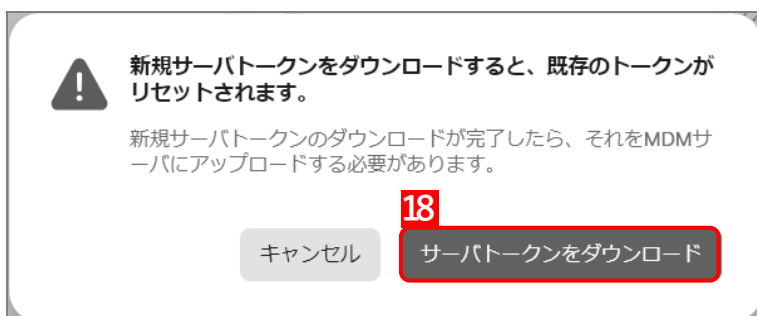 新規サーバトークンをダウンロードすると、既存のトークンが
リセットされます。
新規サーバトークンのダウンロードが完了したら、それをMDMサ
ーバにアップロードする必要があります。
18
キャンセル
サーバトークンをダウンロード